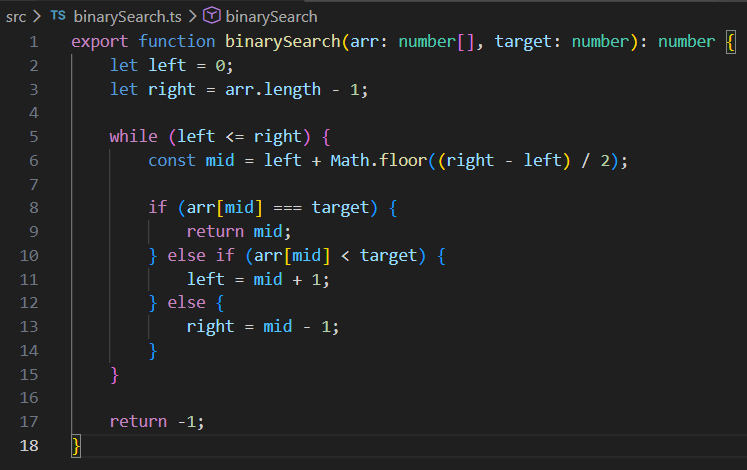 src > TS binarySearch.ts > binarySearch
1 export function binarySearch(arr: number[], target: number): number {
2     let left = 0;
3     let right = arr.length - 1;
4
5     while (left <= right) {
6         const mid = left + Math.floor((right - left) / 2);
7
8         if (arr[mid] === target) {
9             return mid;
10         } else if (arr[mid] < target) {
11             left = mid + 1;
12         } else {
13             right = mid - 1;
14         }
15     }
16
17     return -1;
18 }